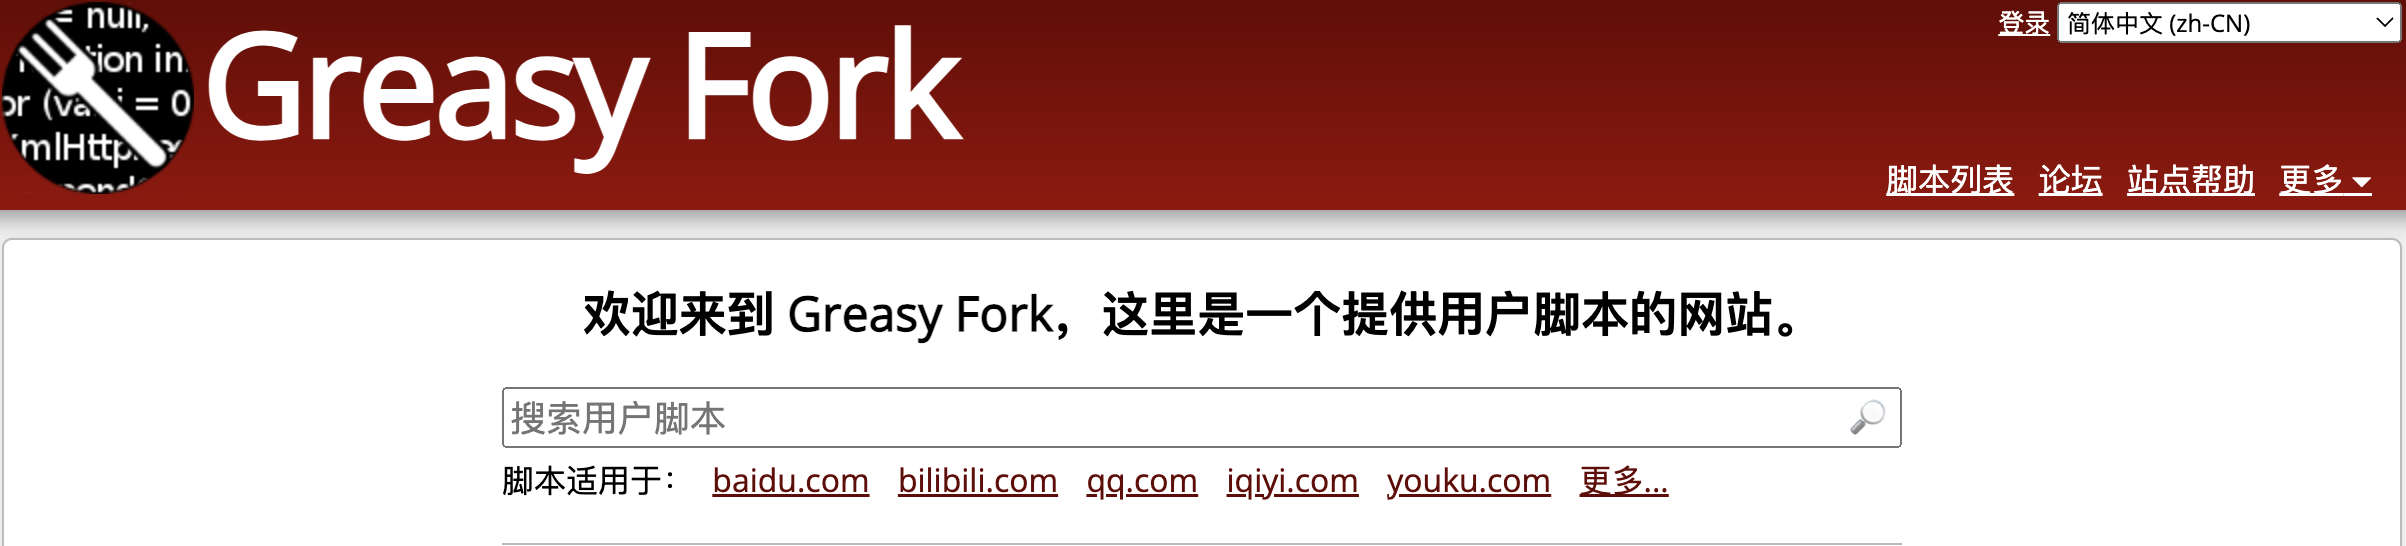 = null,
tion in
or (va i = 0
mlHttp
Greasy Fork
登录 简体中文 (zh-CN)
脚本列表 论坛 站点帮助 更多
欢迎来到 Greasy Fork，这里是一个提供用户脚本的网站。
搜索用户脚本
脚本适用于： baidu.com bilibili.com qq.com iqiyi.com youku.com 更多...